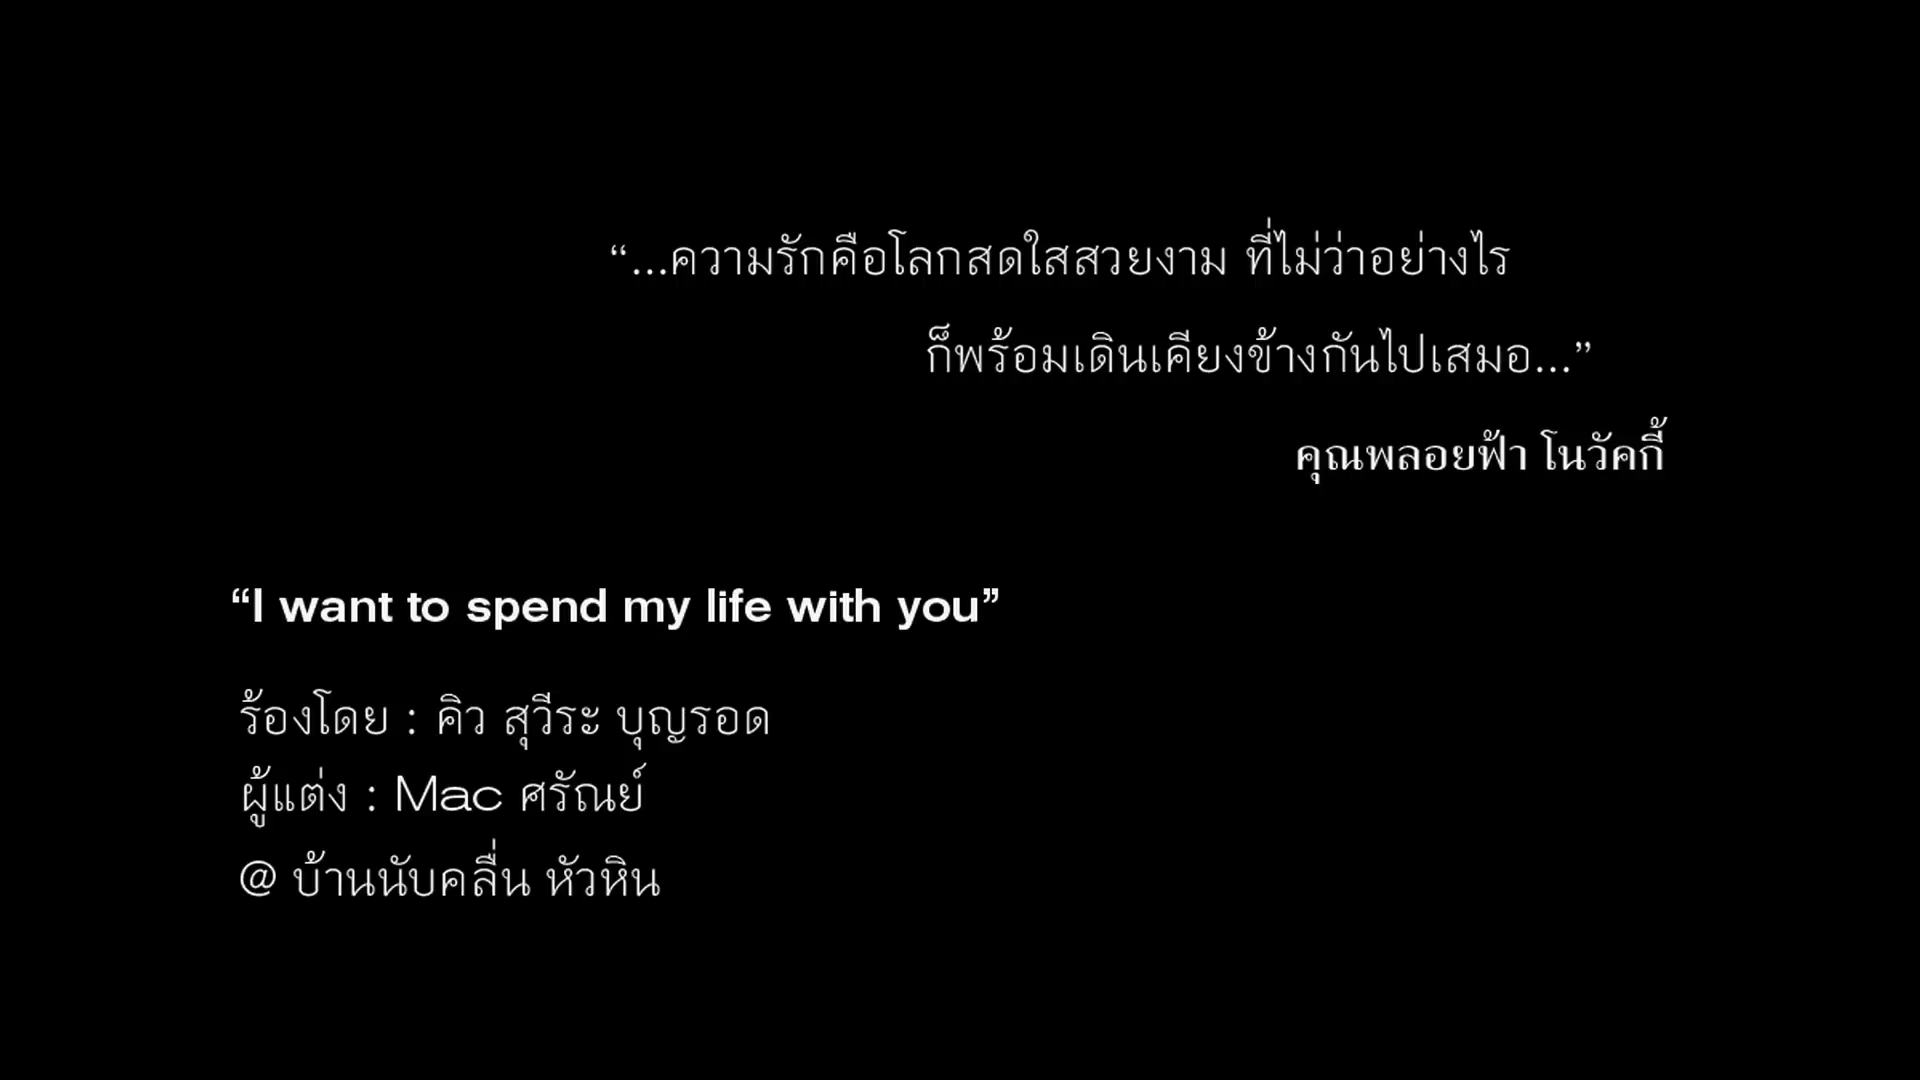 “...ความรักคือโลกสดใสสวยงาม ที่ไม่ว่าอย่างไร
ก็พร้อมเดินเคียงข้างกันไปเสมอ...”
คุณพลอยฟ้า โนวัคกี้
“I want to spend my life with you”
ร้องโดย : คิว สุวีระ บุญรอด
ผู้แต่ง : Mac ศรัณย์
@ บ้านนับคลื่น หัวหิน